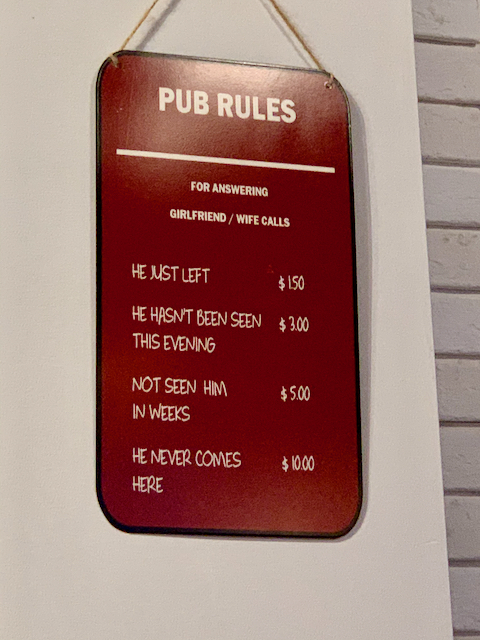 PUB RULES
FOR ANSWERING
GIRLFRIEND / WIFE CALLS
HE JUST LEFT $ 1.50
HE HASN'T BEEN SEEN $ 3.00
THIS EVENING
NOT SEEN HIM $ 5.00
IN WEEKS
HE NEVER COMES $ 10.00
HERE